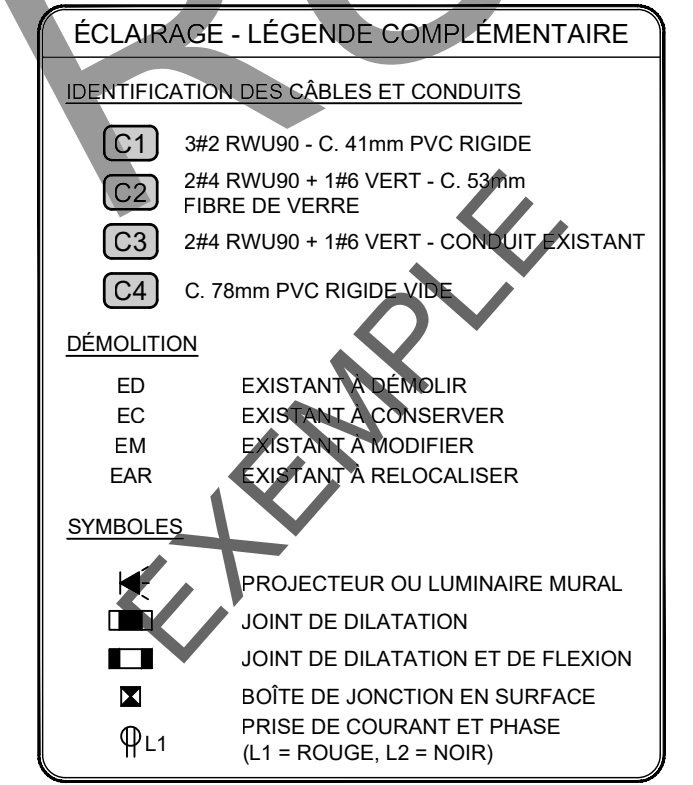 ÉCLAIRAGE - LÉGENDE COMPLÉMENTAIRE
IDENTIFICATION DES CÂBLES ET CONDUITS
C1 3#2 RWU90 - C. 41mm PVC RIGIDE
C2 2#4 RWU90 + 1#6 VERT - C. 53mm
FIBRE DE VERRE
C3 2#4 RWU90 + 1#6 VERT - CONDUIT EXISTANT
C4 C. 78mm PVC RIGIDE VIDE
DÉMOLITION
ED EXISTANT À DÉMOLIR
EC EXISTANT À CONSERVER
EM EXISTANT À MODIFIER
EAR EXISTANT À RELOCALISER
SYMBOLES
PROJECTEUR OU LUMINAIRE MURAL
JOINT DE DILATATION
JOINT DE DILATATION ET DE FLEXION
BOÎTE DE JONCTION EN SURFACE
L1 PRISE DE COURANT ET PHASE
(L1 = ROUGE, L2 = NOIR)
EXEMPLE